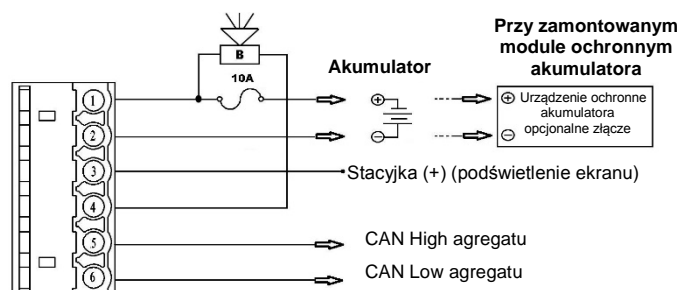 Przy zamontowanym
module ochronnym
akumulatora
B
10A
Akumulator
1
⊕
⊕ Urządzenie ochronne
akumulatora
opcjonalne złącze
2
⊖
⊖
3
Stacyjka (+) (podświetlenie ekranu)
4
5
CAN High agregatu
6
CAN Low agregatu